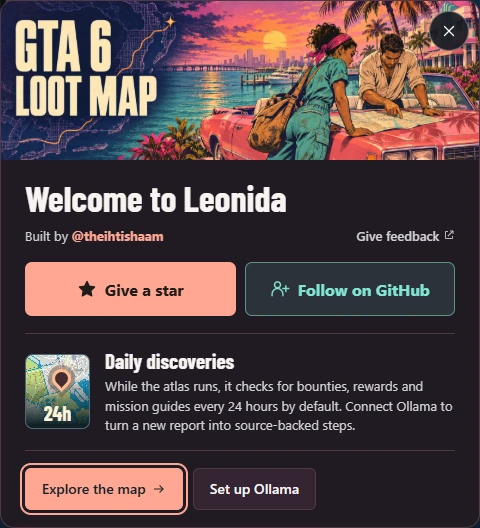 GTA 6
LOOT MAP
Welcome to Leonida
Built by @theihtishaam
Give feedback
Give a star
Follow on GitHub
Daily discoveries
While the atlas runs, it checks for bounties, rewards and
mission guides every 24 hours by default. Connect Ollama to
turn a new report into source-backed steps.
24h
Explore the map →
Set up Ollama